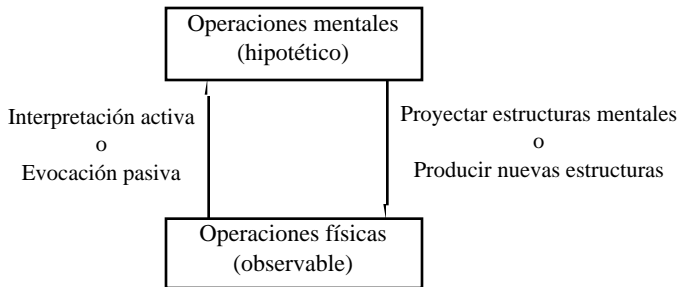 Operaciones mentales
(hipotético)
Interpretación activa
o
Evocación pasiva
Proyectar estructuras mentales
o
Producir nuevas estructuras
Operaciones físicas
(observable)